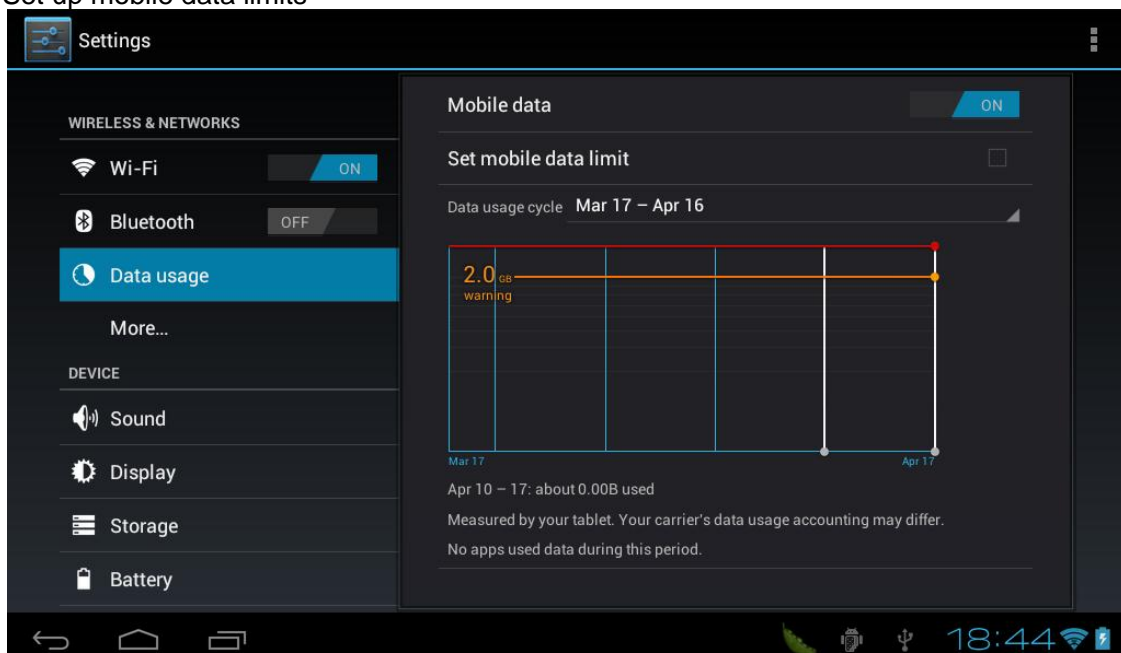 Set up mobile data limits
Settings
WIRELESS & NETWORKS
Wi-Fi ON
Bluetooth OFF
Data usage
More...
DEVICE
Sound
Display
Storage
Battery
Mobile data ON
Set mobile data limit
Data usage cycle Mar 17 – Apr 16
2.0 GB
warning
Mar 17 Apr 17
Apr 10 – 17: about 0.00B used
Measured by your tablet. Your carrier's data usage accounting may differ.
No apps used data during this period.
18:44